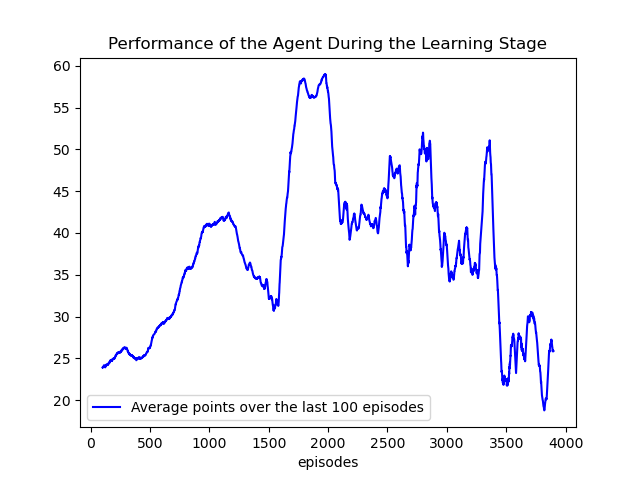 Performance of the Agent During the Learning Stage
60
55
50
45
40
35
30
25
20
Average points over the last 100 episodes
0 500 1000 1500 2000 2500 3000 3500 4000
episodes